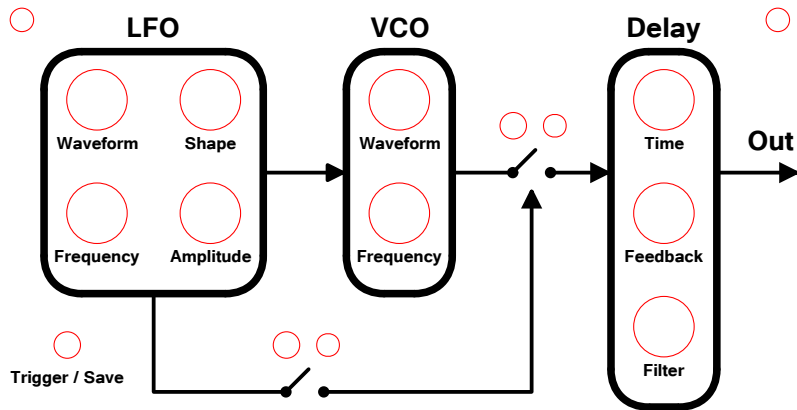 LFO
VCO
Delay
Waveform
Shape
Waveform
Time
Out
Frequency
Amplitude
Frequency
Feedback
Trigger / Save
Filter